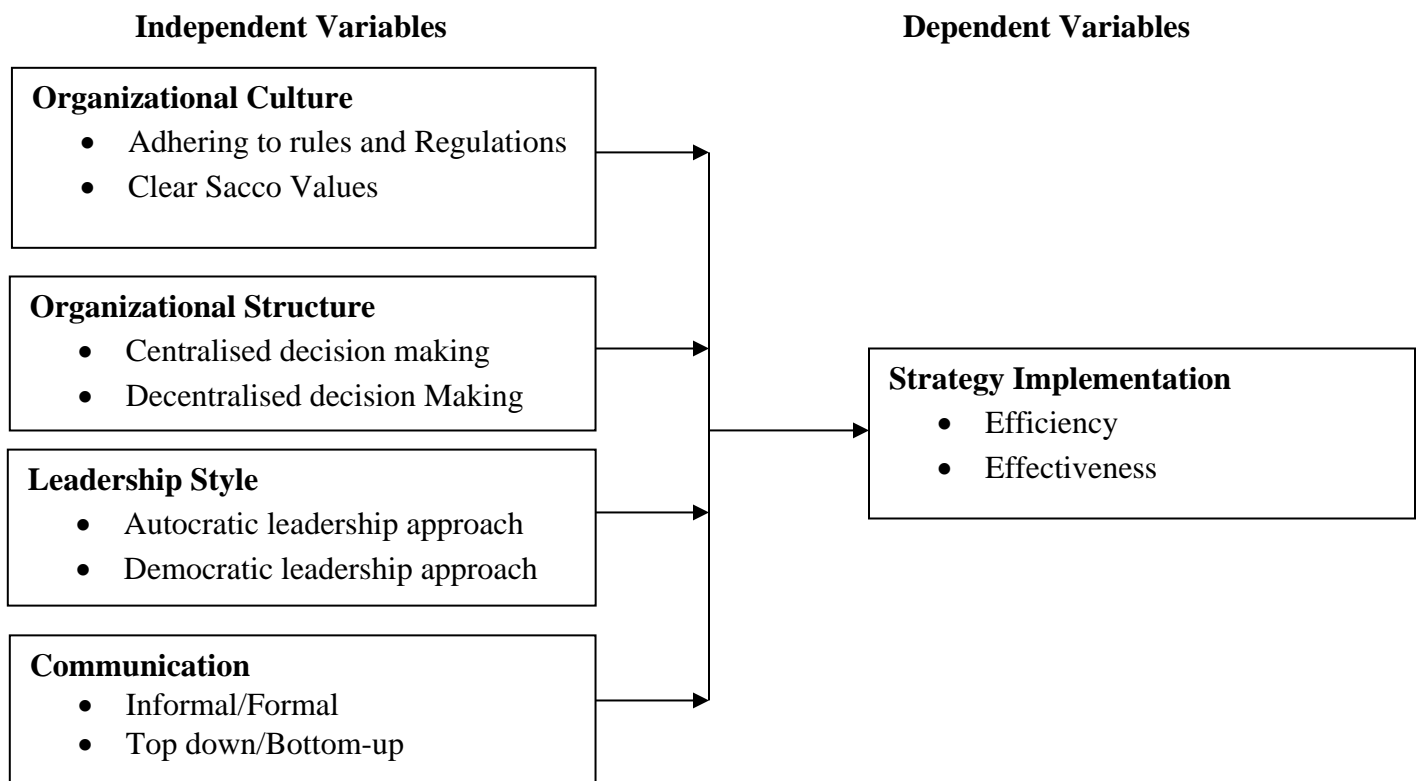 Independent Variables
Dependent Variables
Organizational Culture
• Adhering to rules and Regulations
• Clear Sacco Values
Organizational Structure
• Centralised decision making
• Decentralised decision Making
Leadership Style
• Autocratic leadership approach
• Democratic leadership approach
Communication
• Informal/Formal
• Top down/Bottom-up
Strategy Implementation
• Efficiency
• Effectiveness